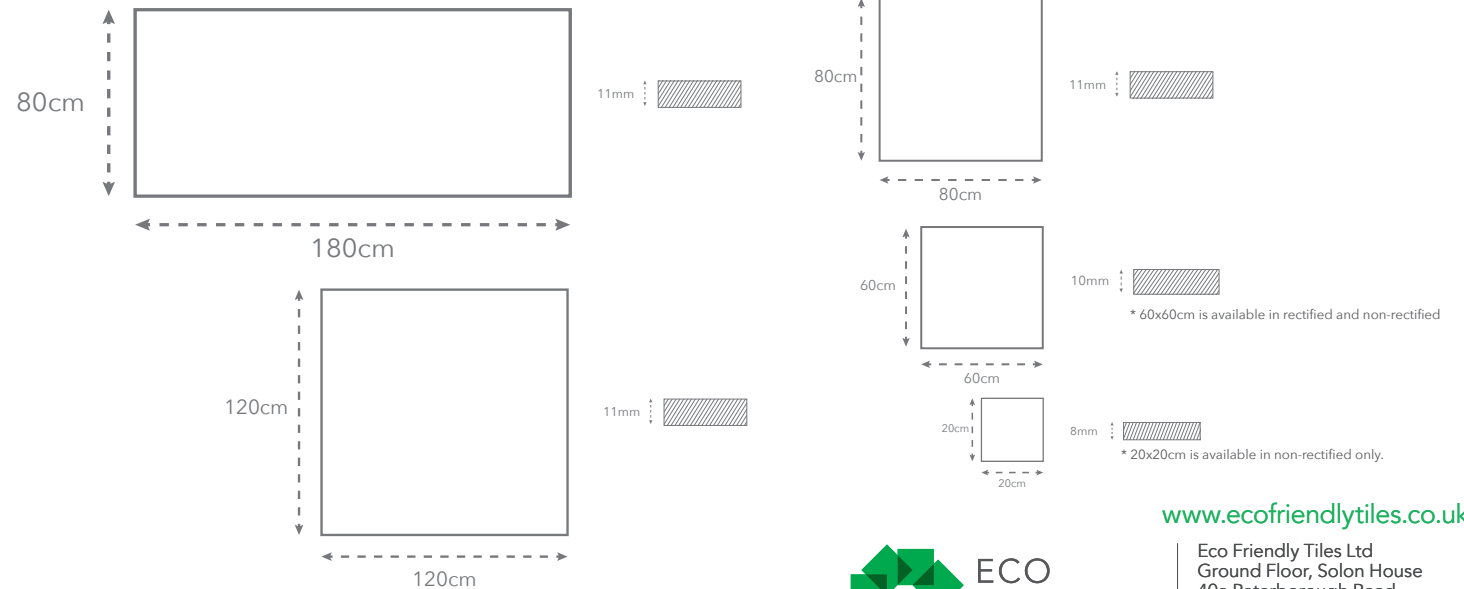 80cm
11mm
180cm
120cm
11mm
120cm
80cm
11mm
80cm
60cm
10mm
* 60x60cm is available in rectified and non-rectified
60cm
20cm
8mm
* 20x20cm is available in non-rectified only.
20cm
www.ecofriendlytiles.co.uk
ECO
Eco Friendly Tiles Ltd
Ground Floor, Solon House
Peterborough Road